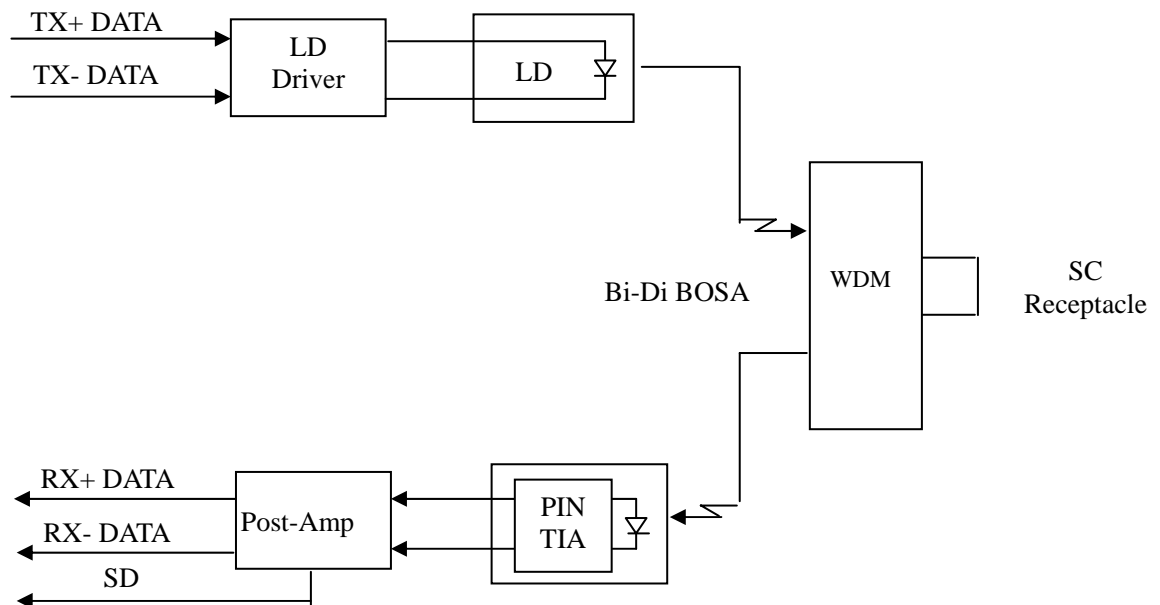 TX+ DATA
TX- DATA
LD
Driver
LD
Bi-Di BOSA
WDM
SC
Receptacle
RX+ DATA
RX- DATA
SD
Post-Amp
PIN
TIA